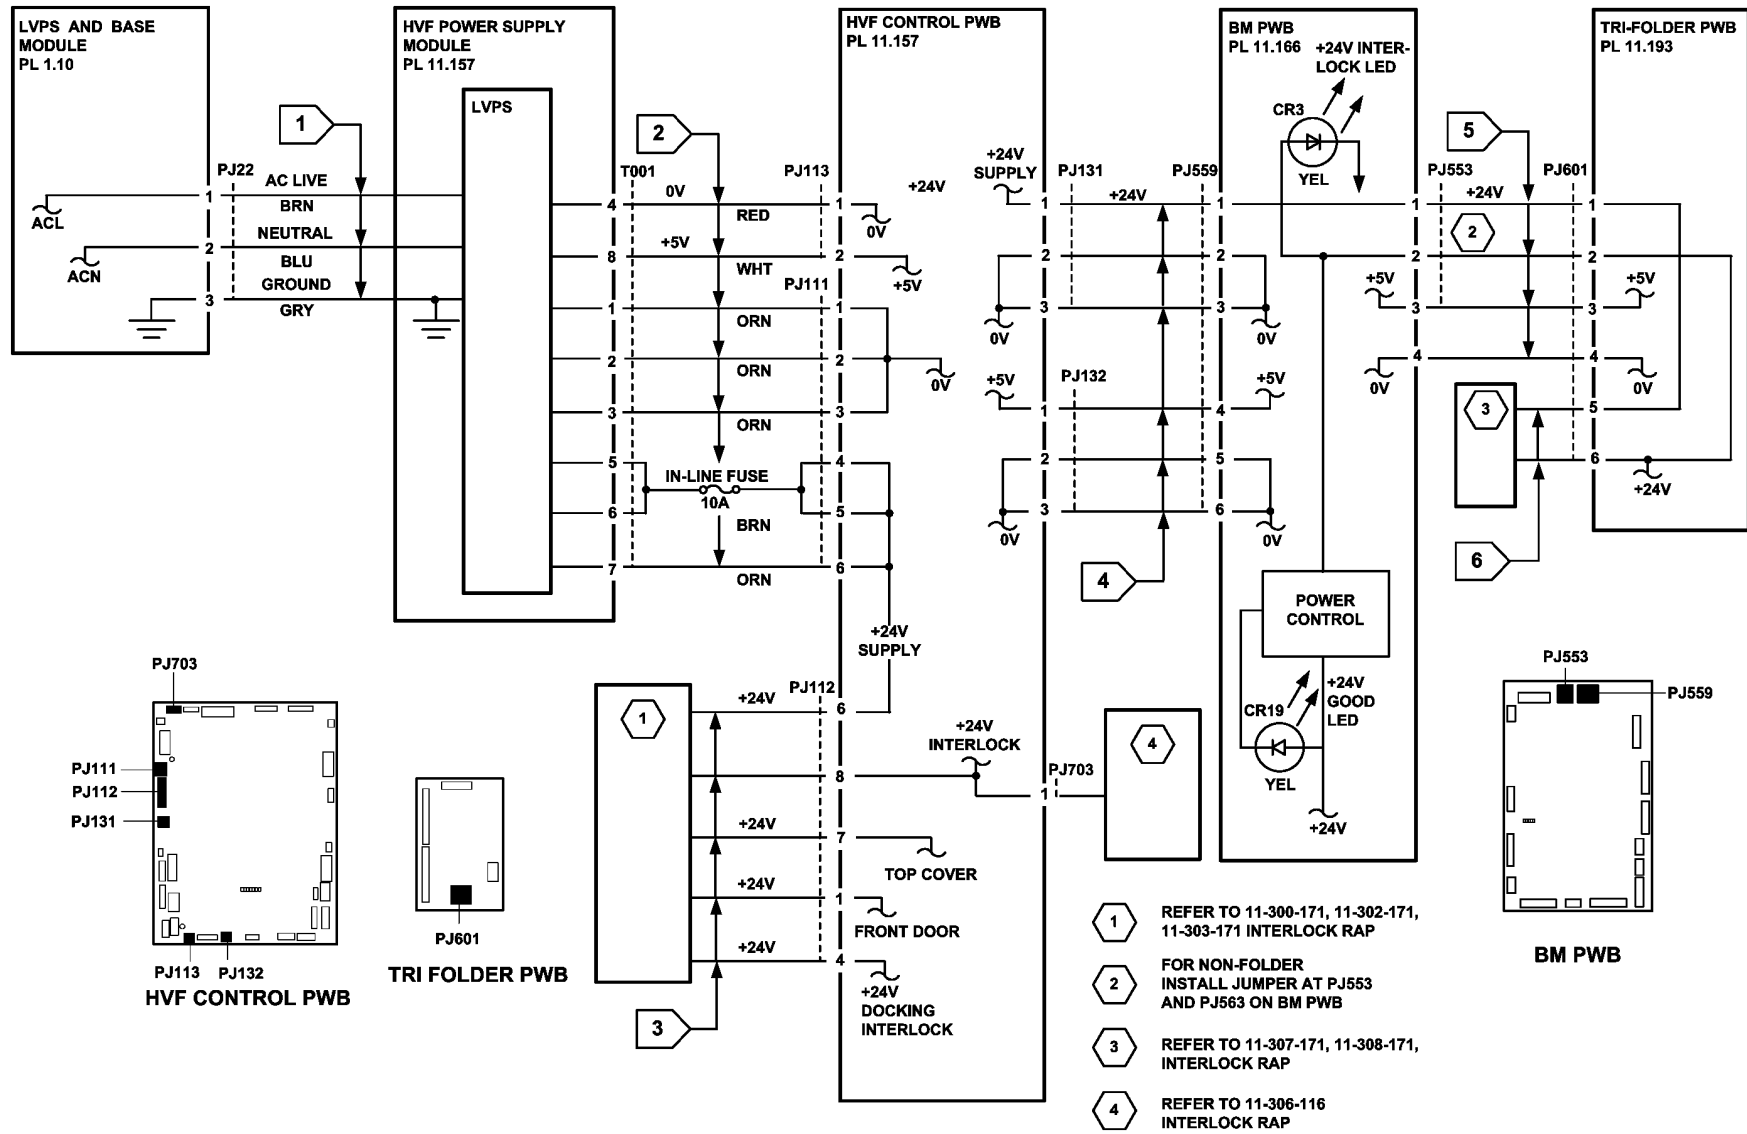 LVPS AND BASE
MODULE
PL 1.10
HVF POWER SUPPLY
MODULE
PL 11.157
LVPS
HVF CONTROL PWB
PL 11.157
BM PWB
PL 11.166
+24V INTER-
LOCK LED
CR3
YEL
TRI-FOLDER PWB
PL 11.193
1
2
5
PJ22
AC LIVE
BRN
NEUTRAL
BLU
GROUND
GRY
1
2
3
ACL
ACN
T001
PJ113
0V
RED
+5V
WHT
PJ111
ORN
ORN
ORN
IN-LINE FUSE
10A
BRN
ORN
4
8
1
2
3
5
6
7
1
2
1
2
3
4
5
6
0V
+5V
0V
+24V
+24V
SUPPLY
PJ131
+24V
PJ559
1
2
3
0V
1
2
3
0V
+5V
PJ132
1
2
3
0V
+5V
4
5
6
0V
4
PJ553
+24V
PJ601
2
1
2
3
4
+5V
0V
1
2
3
4
5
6
+5V
0V
+24V
3
6
POWER
CONTROL
+24V
GOOD
LED
CR19
YEL
+24V
+24V
SUPPLY
PJ112
1
+24V
6
8
+24V
7
+24V
1
+24V
4
+24V
INTERLOCK
PJ703
1
4
TOP COVER
FRONT DOOR
+24V
DOCKING
INTERLOCK
3
PJ703
PJ111
PJ112
PJ131
PJ113
PJ132
HVF CONTROL PWB
PJ601
TRI FOLDER PWB
PJ553
PJ559
BM PWB
1
REFER TO 11-300-171, 11-302-171,
11-303-171 INTERLOCK RAP
2
FOR NON-FOLDER
INSTALL JUMPER AT PJ553
AND PJ563 ON BM PWB
3
REFER TO 11-307-171, 11-308-171,
INTERLOCK RAP
4
REFER TO 11-306-116
INTERLOCK RAP